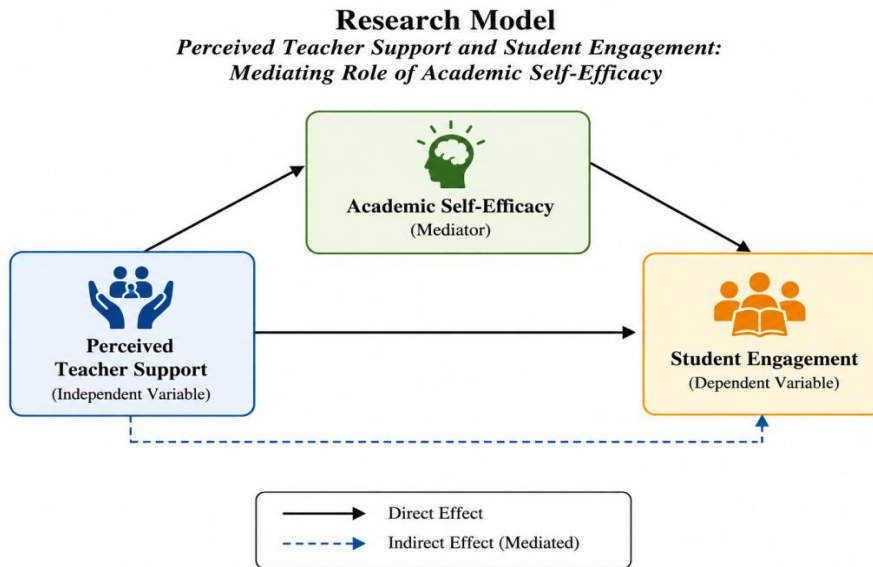 Research Model
Perceived Teacher Support and Student Engagement:
Mediating Role of Academic Self-Efficacy
Academic Self-Efficacy
(Mediator)
Perceived
Teacher Support
(Independent Variable)
Student Engagement
(Dependent Variable)
Direct Effect
Indirect Effect (Mediated)